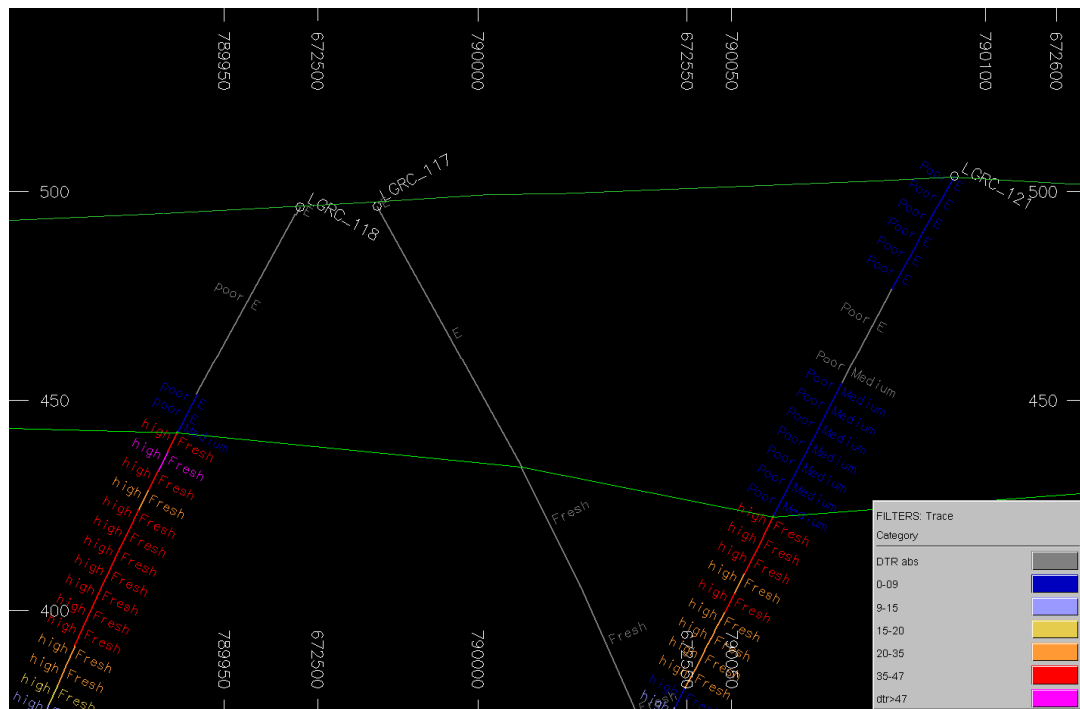 789950
672500
790000
672550
790050
790100
672600
500
500
LGRC_118
LGRC_117
LGRC_121
E
Poor E
Poor E
Poor E
Poor E
Poor E
poor E
E
Poor E
Poor Medium
450
450
poor E
poor E
Poor Medium
Poor Medium
Poor Medium
Poor Medium
Poor Medium
Poor Medium
Poor Medium
high Fresh
high Fresh
high Fresh
high Fresh
high Fresh
high Fresh
high Fresh
high Fresh
high Fresh
high Fresh
high Fresh
high Fresh
high Fresh
high Fresh
Fresh
Fresh
high Fresh
high Fresh
high Fresh
high Fresh
high Fresh
high Fresh
high Fresh
high Fresh
high
400
789950
672500
790000
672550
790050
FILTERS: Trace
Category
DTR abs
0-09
9-15
15-20
20-35
35-47
dtr>47